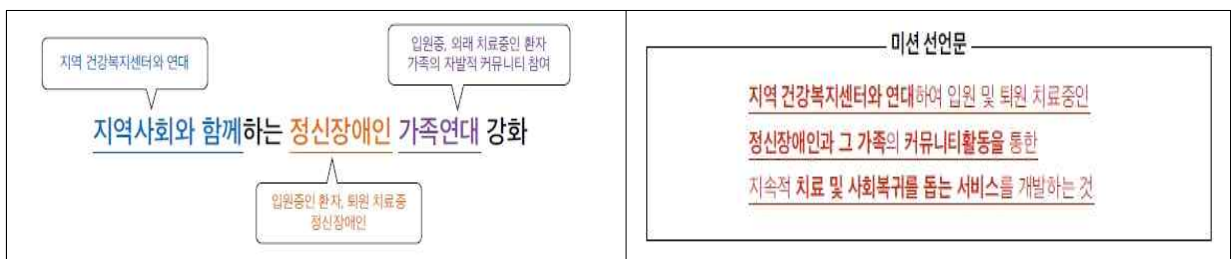 지역 건강복지센터와 연대
입원중, 외래 치료중인 환자
가족의 자발적 커뮤니티 참여
지역사회와 함께하는 정신장애인 가족연대 강화
입원중인 환자, 퇴원 치료중
정신장애인
미션 선언문
지역 건강복지센터와 연대하여 입원 및 퇴원 치료중인
정신장애인과 그 가족의 커뮤니티활동을 통한
지속적 치료 및 사회복귀를 돕는 서비스를 개발하는 것